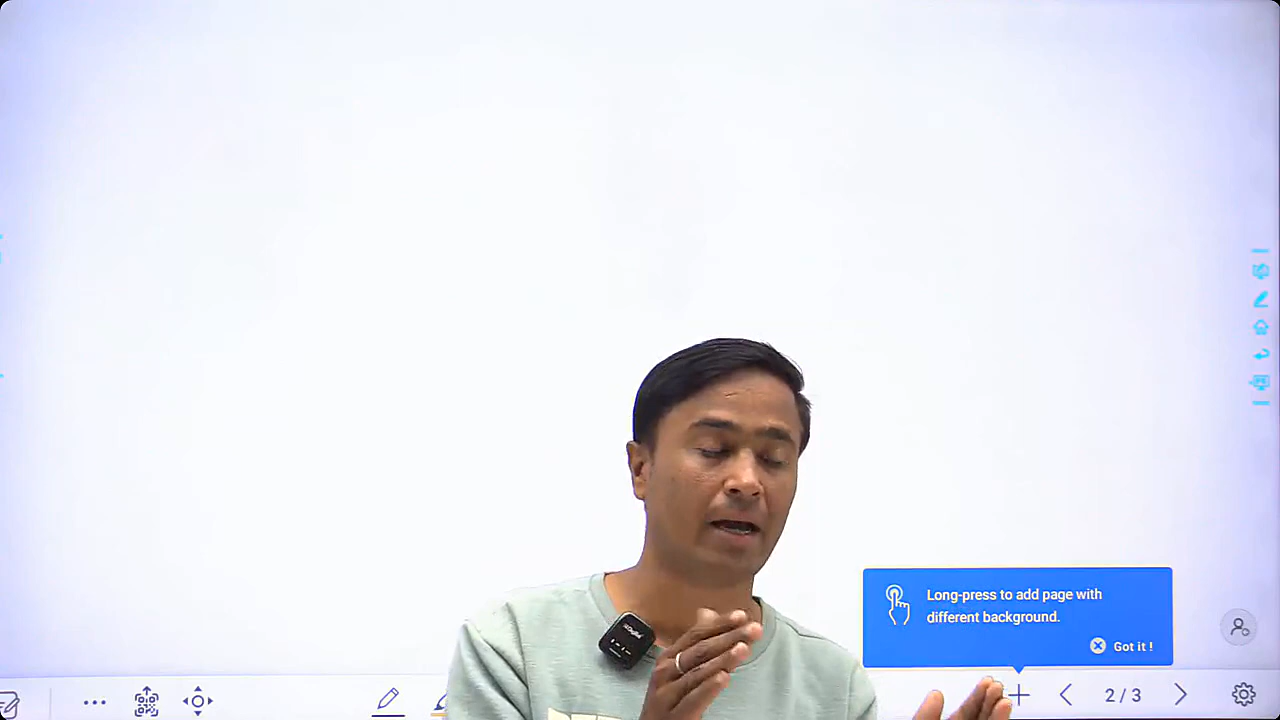 Long-press to add page with
different background.
Got it !
2 / 3